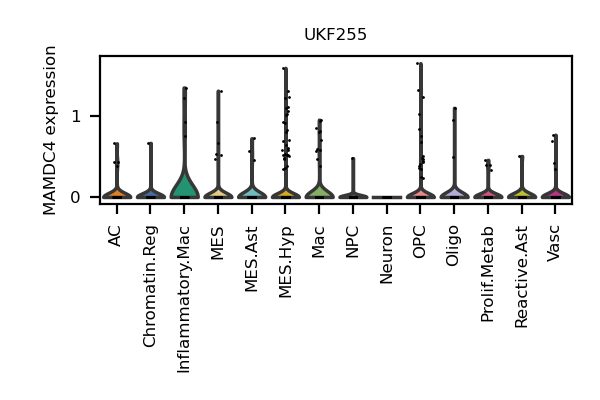 UKF255
MAMDC4 expression
1
0
AC
Chromatin.Reg
Inflammatory.Mac
MES
MES.Ast
MES.Hyp
Mac
NPC
Neuron
OPC
Oligo
Prolif.Metab
Reactive.Ast
Vasc